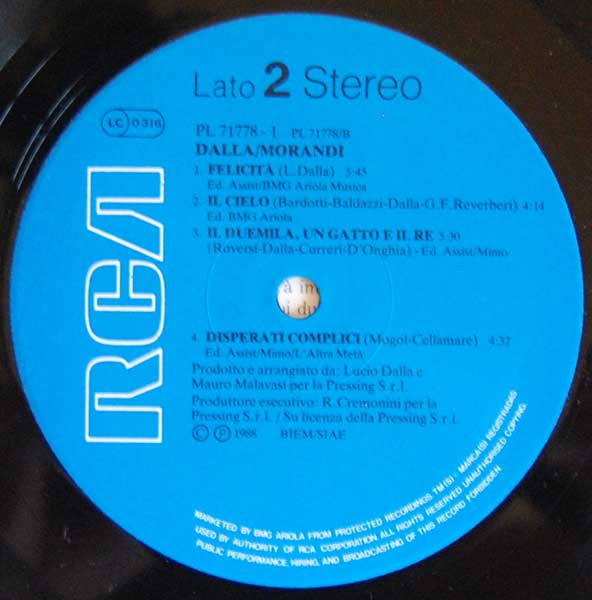 Lato 2 Stereo
LC 0316
PL 71778-1 PL 71778/B
DALLA/MORANDI
1. FELICITÀ (L. Dalla) 5:45
Ed. Assist/BMG Ariola Musica
2. IL CIELO (Bardotti-Baldazzi-Dalla-G.F. Reverberi) 4:14
Ed. BMG Ariola
3. IL DUEMILA, UN GATTO E IL RE 5:30
(Roversi-Dalla-Curreri-D'Onghia) - Ed. Assist/Mimo
RCA
à im
oi du
4. DISPERATI COMPLICI (Mogol-Cellamare) 4:32
Ed: Assist/Mimo/L'Altra Metà
Prodotto e arrangiato da: Lucio Dalla e
Mauro Malavasi per la Pressing S.r.l.
Produttore esecutivo: R. Cremonini per la
Pressing S.r.l. / Su licenza della Pressing S.r.l.
© ℗ 1988 BIEM/SIAE
MARKETED BY BMG ARIOLA FROM PROTECTED RECORDINGS TM(S) - MARCA(S) REGISTRADAS
USED BY AUTHORITY OF RCA CORPORATION ALL RIGHTS RESERVED UNAUTHORISED COPYING,
PUBLIC PERFORMANCE, HIRING, AND BROADCASTING OF THIS RECORD FORBIDDEN.